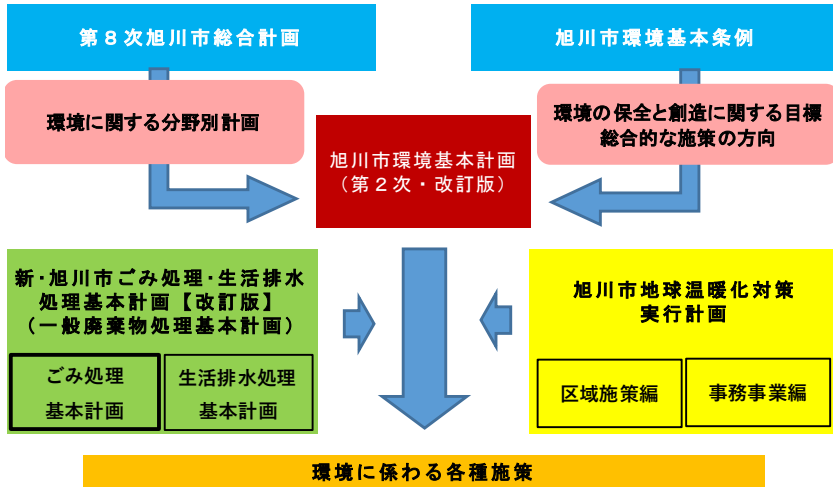 第８次旭川市総合計画
旭川市環境基本条例
環境に関する分野別計画
環境の保全と創造に関する目標
総合的な施策の方向
旭川市環境基本計画
（第２次・改訂版）
新・旭川市ごみ処理・生活排水
処理基本計画【改訂版】
（一般廃棄物処理基本計画）
ごみ処理
基本計画
生活排水処理
基本計画
旭川市地球温暖化対策
実行計画
区域施策編
事務事業編
環境に係わる各種施策